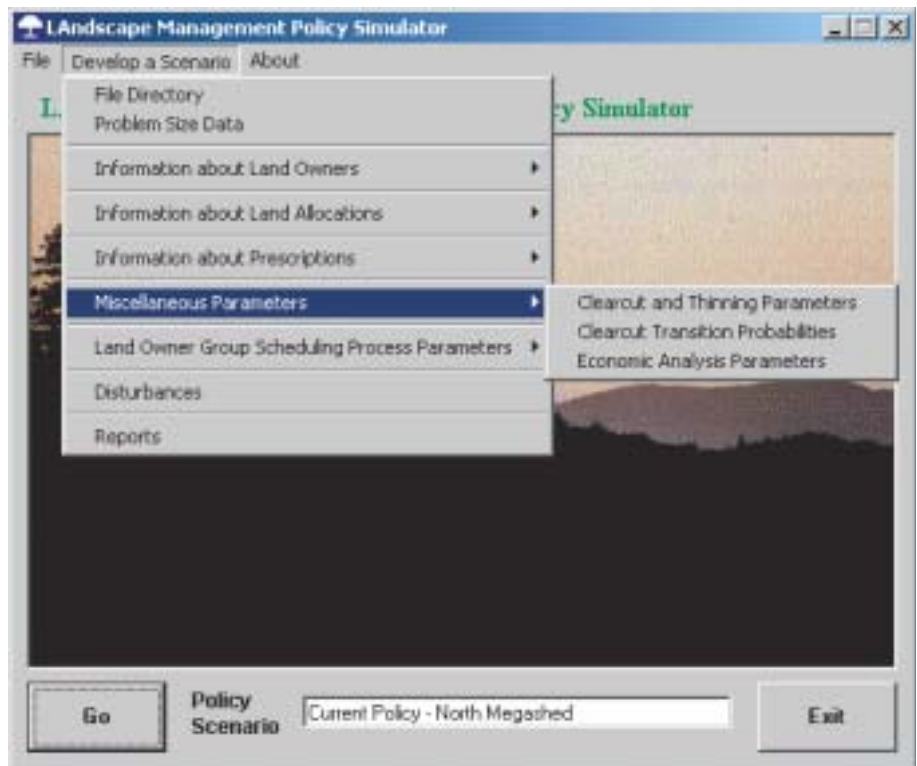 LAndscape Management Policy Simulator
File Develop a Scenario About
L
cy Simulator
File Directory
Problem Size Data
Information about Land Owners
Information about Land Allocations
Information about Prescriptions
Miscellaneous Parameters
Clearcut and Thinning Parameters
Clearcut Transition Probabilities
Economic Analysis Parameters
Land Owner Group Scheduling Process Parameters
Disturbances
Reports
Go
Policy
Scenario
Current Policy - North Megashed
Exit